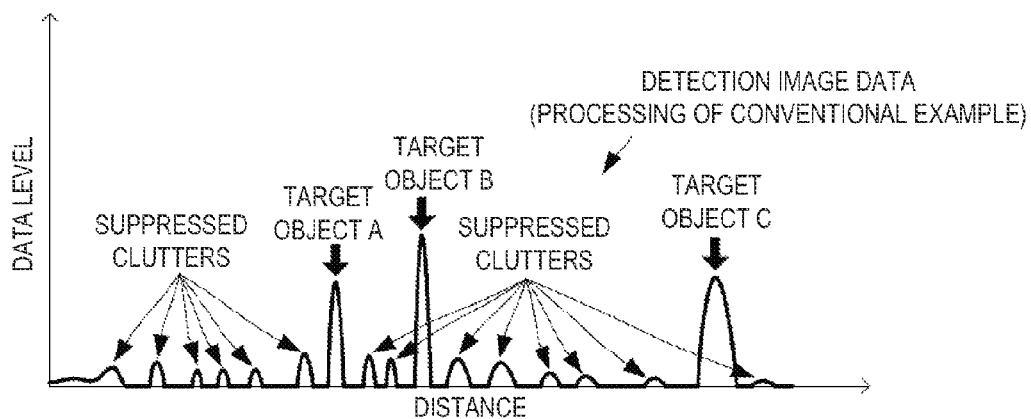 DETECTION IMAGE DATA
(PROCESSING OF CONVENTIONAL EXAMPLE)
TARGET
OBJECT B
TARGET
OBJECT A
TARGET
OBJECT C
SUPPRESSED
CLUTTERS
SUPPRESSED
CLUTTERS
DATA LEVEL
DISTANCE